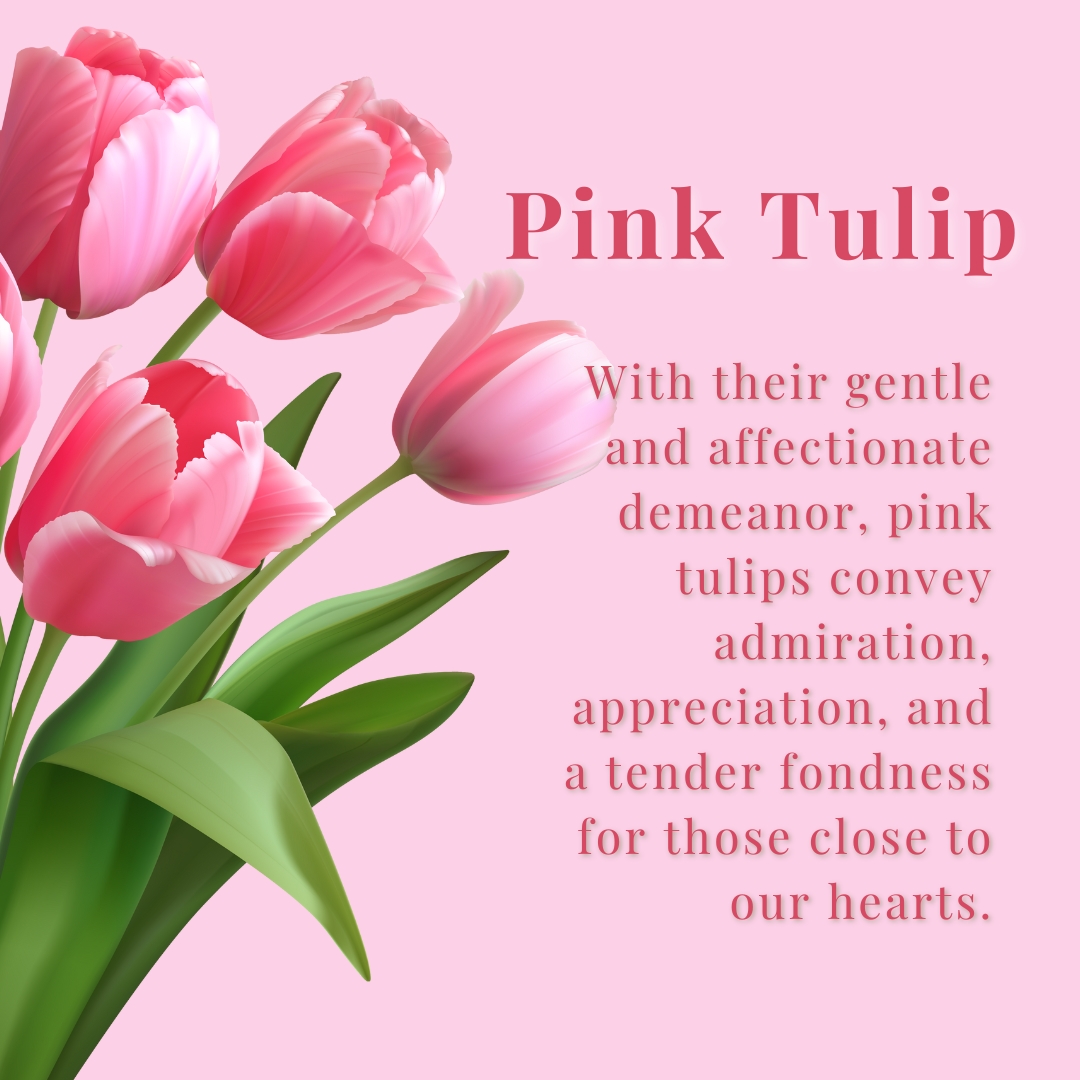 Pink Tulip
With their gentle
and affectionate
demeanor, pink
tulips convey
admiration,
appreciation, and
a tender fondness
for those close to
our hearts.